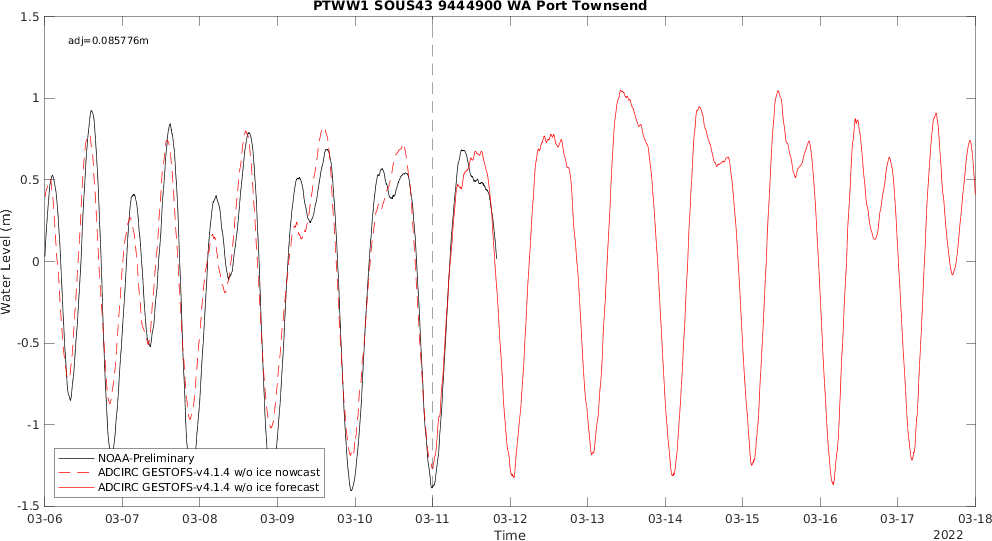 PTWW1 SOUS43 9444900 WA Port Townsend
adj=0.085776m
1.5
1
0.5
0
-0.5
-1
-1.5
Water Level (m)
NOAA-Preliminary
ADCIRC GESTOFS-v4.1.4 w/o ice nowcast
ADCIRC GESTOFS-v4.1.4 w/o ice forecast
03-06 03-07 03-08 03-09 03-10 03-11 03-12 03-13 03-14 03-15 03-16 03-17 03-18
Time
2022